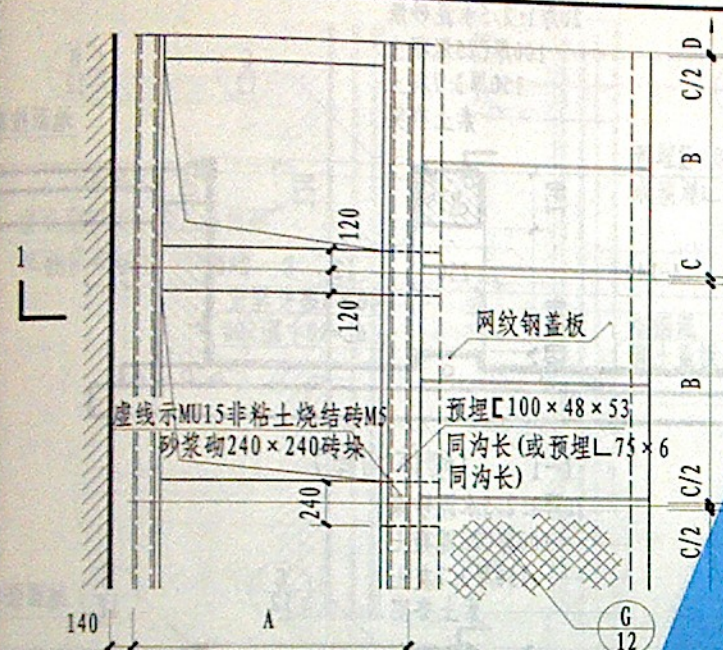 D
C/2
B
120
C
1
120
网纹钢盖板
B
虚线示MU15非粘土烧结砖M5
砂浆砌240×240砖垛
预埋[100×48×53
同沟长(或预埋∟75×6
同沟长)
C/2
240
C/2
140
A
G
12